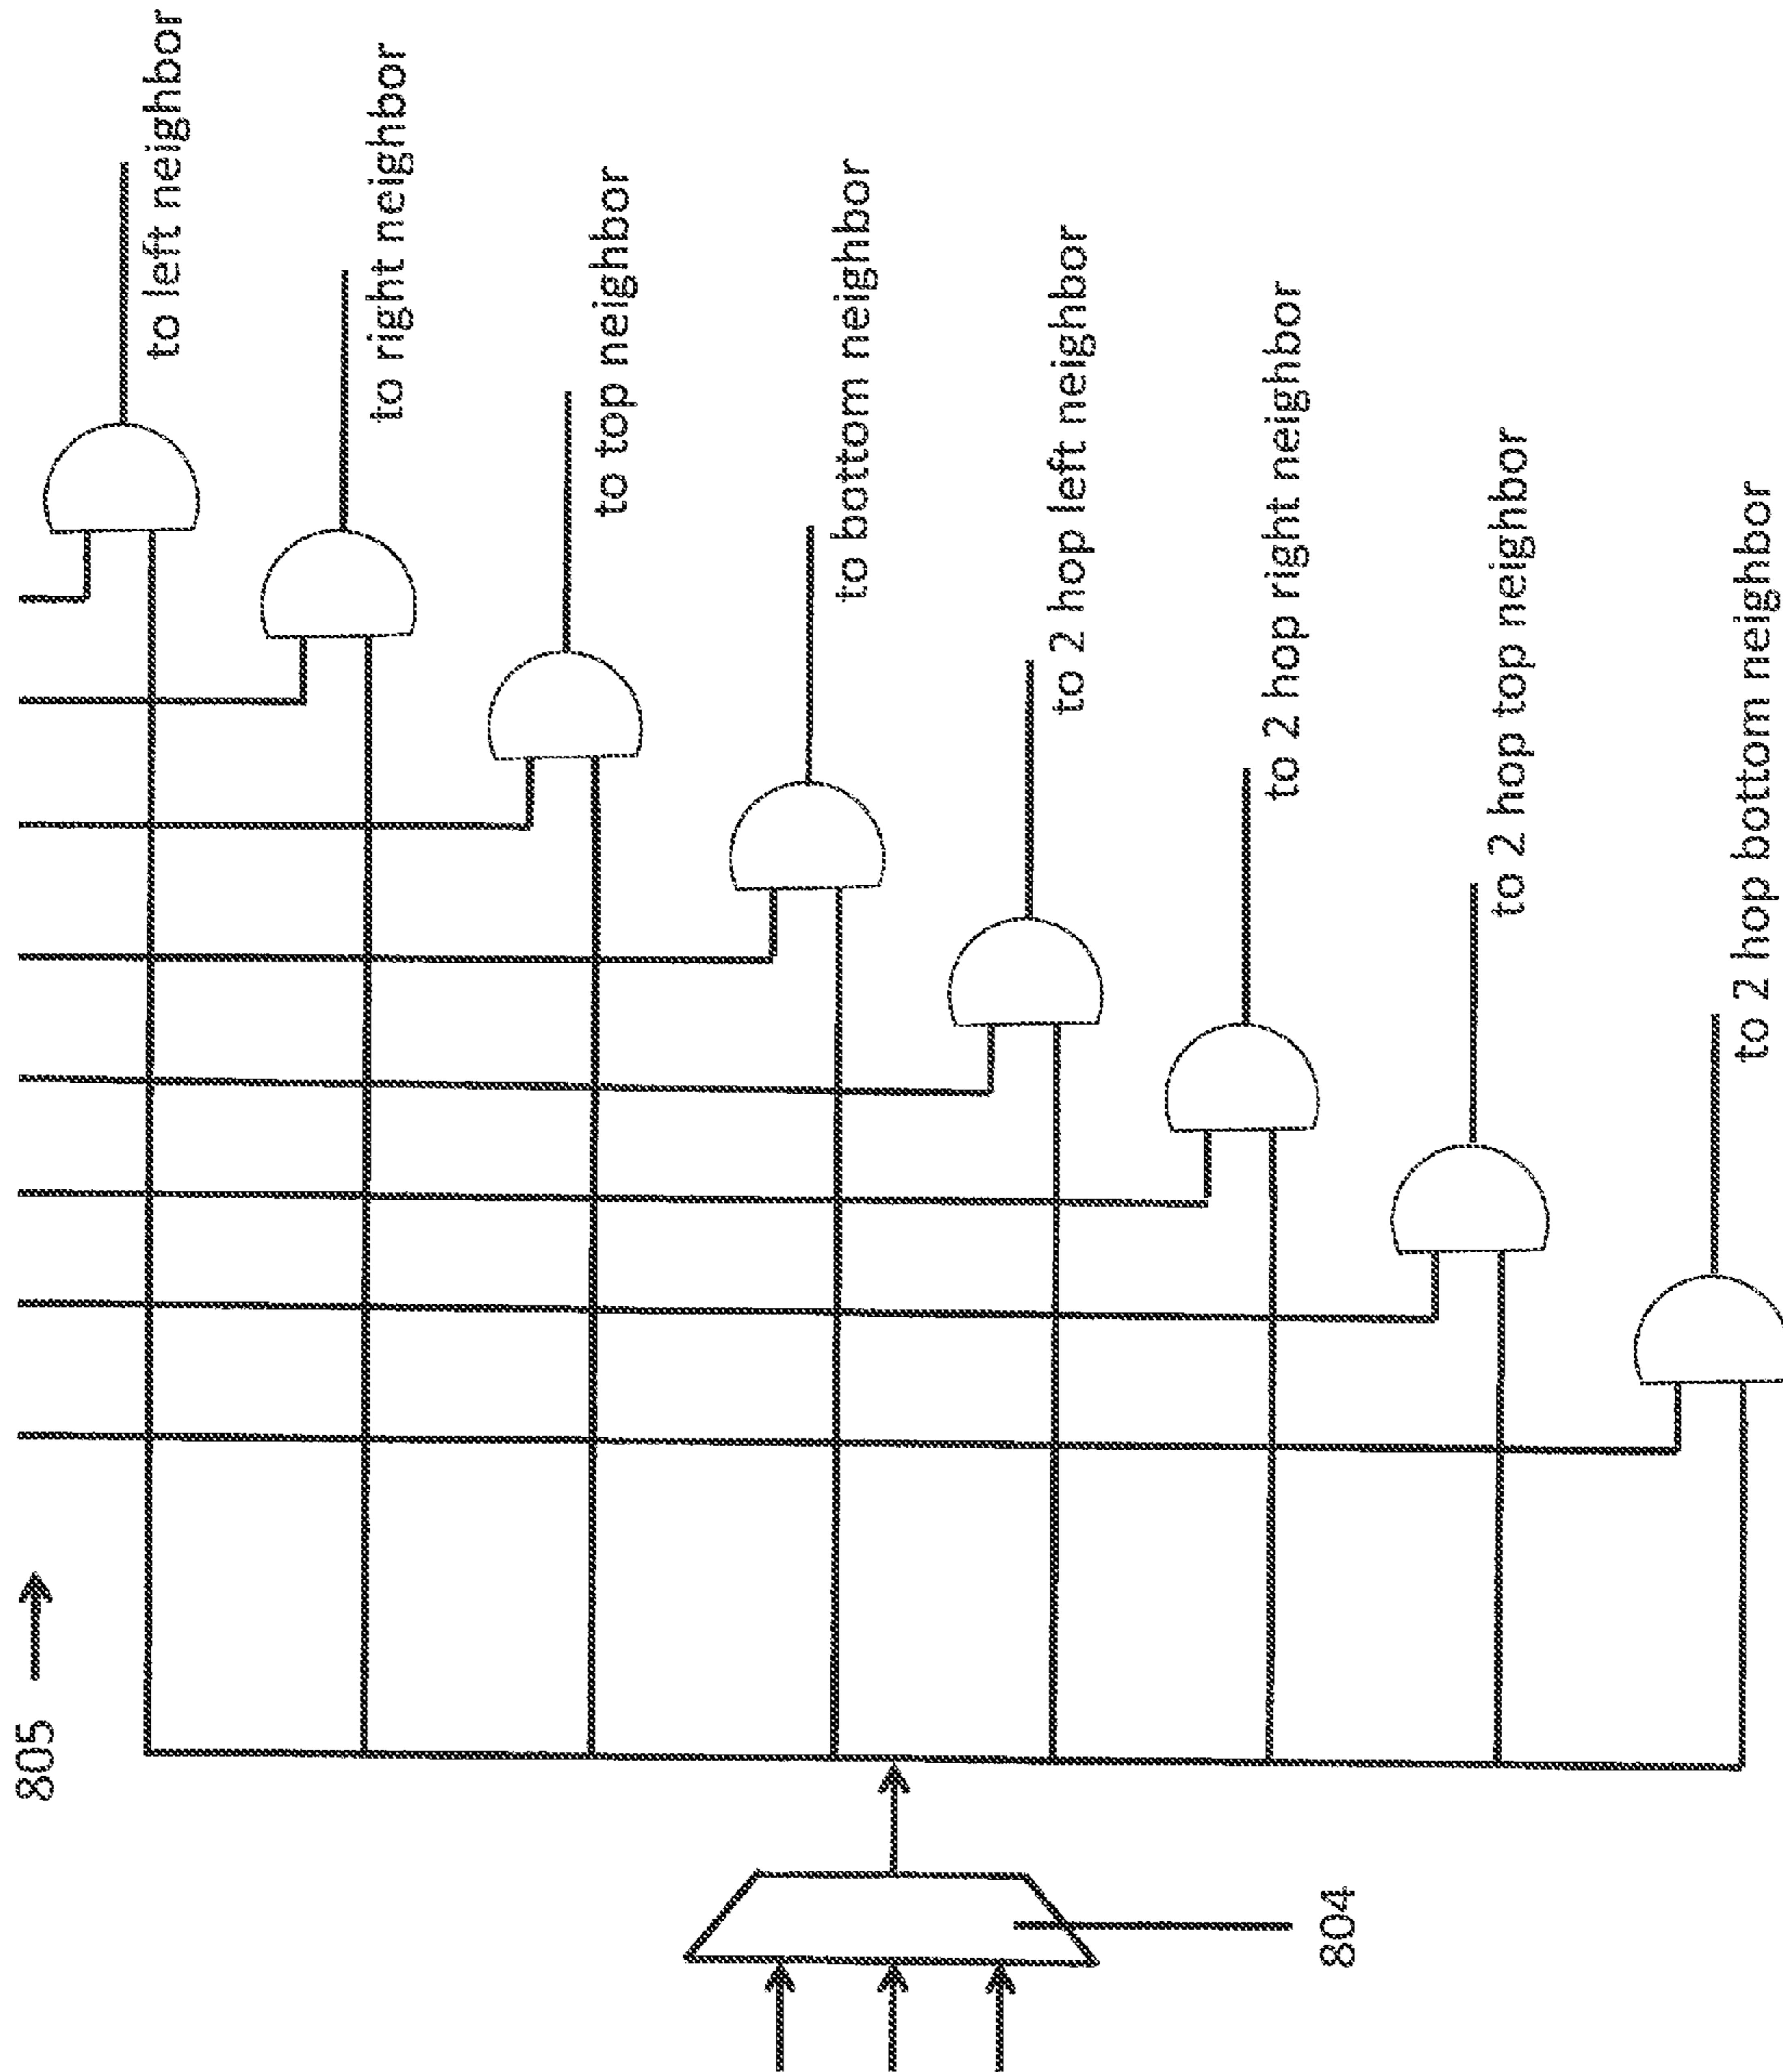 805
to left neighbor
to right neighbor
to top neighbor
to bottom neighbor
to 2 hop left neighbor
to 2 hop right neighbor
to 2 hop top neighbor
to 2 hop bottom neighbor
804